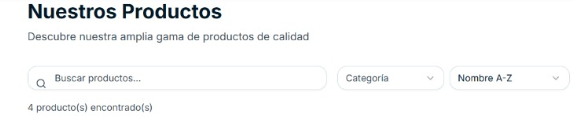 Nuestros Productos
Descubre nuestra amplia gama de productos de calidad
Buscar productos... Categoría Nombre A-Z
4 producto(s) encontrado(s)